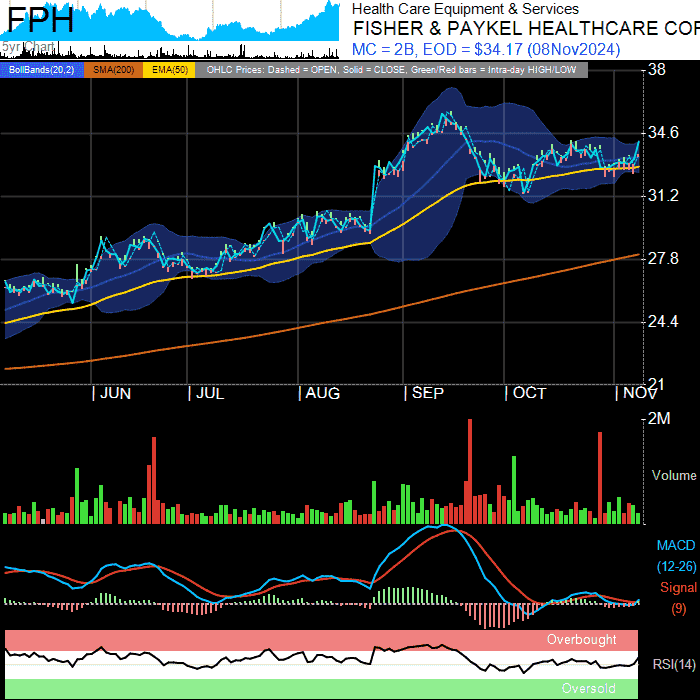 FPH
5yr Chart
Health Care Equipment & Services
FISHER & PAYKEL HEALTHCARE COR
MC = 2B, EOD = $34.17 (08Nov2024)
BollBands(20,2) SMA(200) EMA(50) OHLC Prices: Dashed = OPEN, Solid = CLOSE, Green/Red bars = Intra-day HIGH/LOW
38
34.6
31.2
27.8
24.4
21
| JUN | JUL | AUG | SEP | OCT | NOV
2M
Volume
MACD
(12-26)
Signal
(9)
Overbought
RSI(14)
Oversold